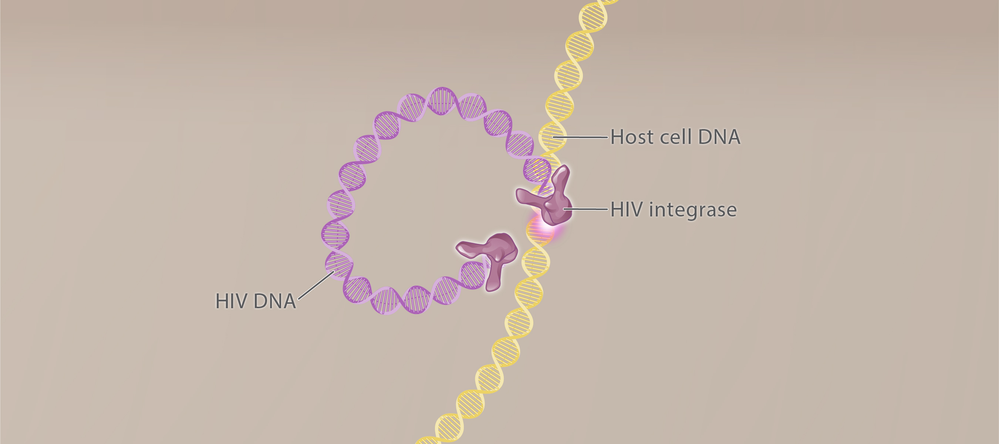 Host cell DNA
HIV integrase
HIV DNA